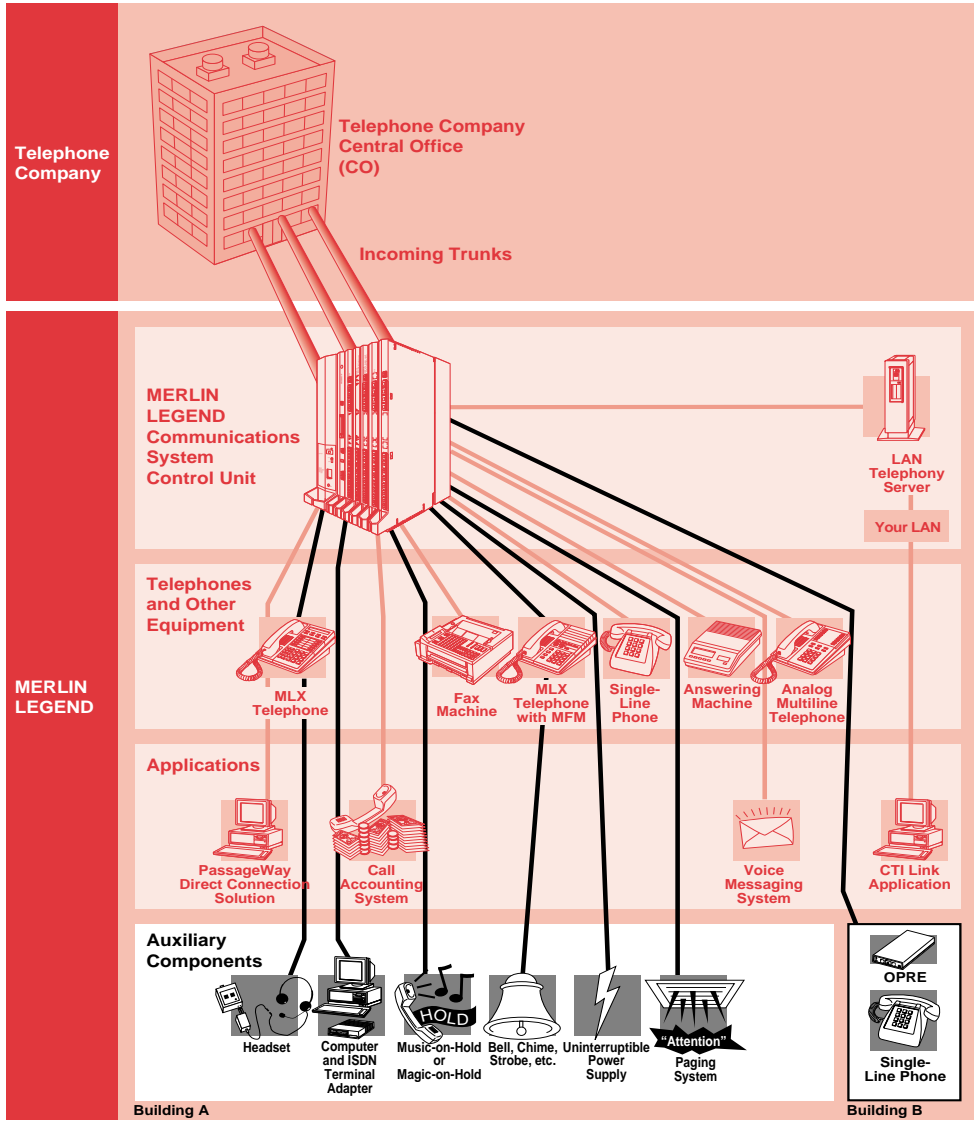 Telephone
Company
Telephone Company
Central Office
(CO)
Incoming Trunks
MERLIN
LEGEND
MERLIN
LEGEND
Communications
System
Control Unit
LAN
Telephony
Server
Your LAN
Telephones
and Other
Equipment
MLX
Telephone
Fax
Machine
MLX
Telephone
with MFM
Single-
Line
Phone
Answering
Machine
Analog
Multiline
Telephone
Applications
PassageWay
Direct Connection
Solution
Call
Accounting
System
Voice
Messaging
System
CTI Link
Application
Auxiliary
Components
Headset
Computer
and ISDN
Terminal
Adapter
HOLD
Music-on-Hold
or
Magic-on-Hold
Bell, Chime,
Strobe, etc.
Uninterruptible
Power
Supply
"Attention"
Paging
System
OPRE
Single-
Line Phone
Building A
Building B